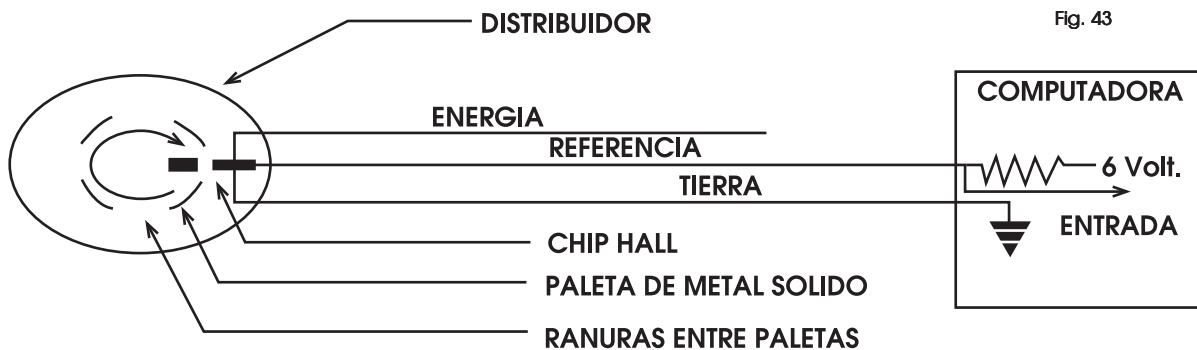 DISTRIBUIDOR
Fig. 43
COMPUTADORA
ENERGIA
REFERENCIA
6 Volt.
TIERRA
ENTRADA
CHIP HALL
PALETA DE METAL SOLIDO
RANURAS ENTRE PALETAS